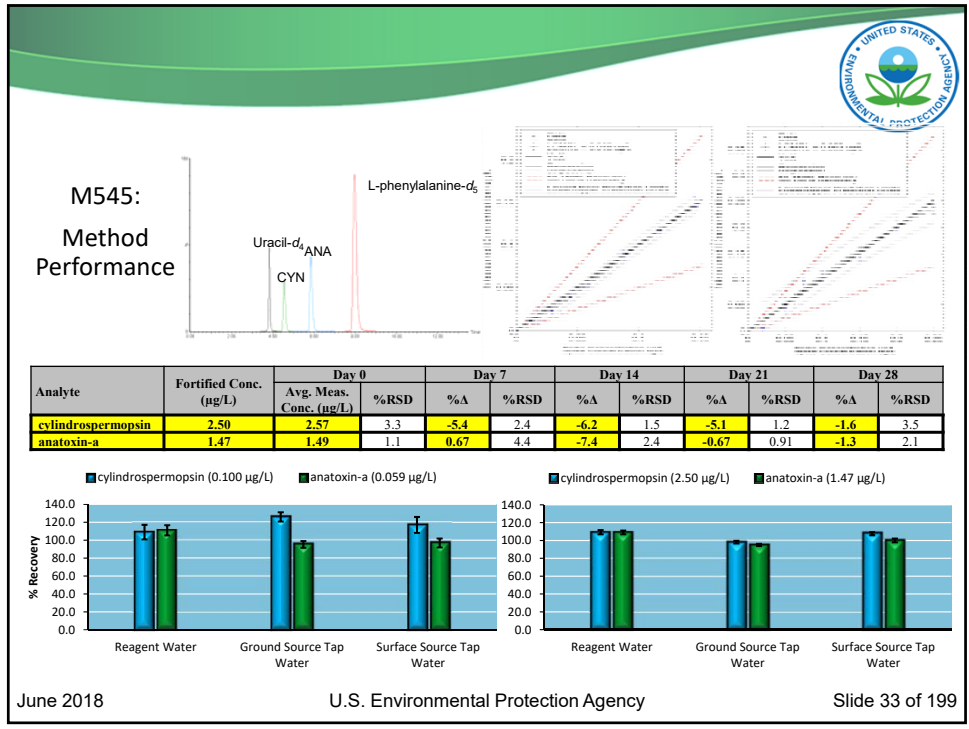 UNITED STATES
ENVIRONMENTAL PROTECTION AGENCY
M545:
Method
Performance
L-phenylalanine-d5
Uracil-d4
ANA
CYN
Analyte
Fortified Conc. (µg/L)
Day 0
Day 7
Day 14
Day 21
Day 28
Avg. Meas. Conc. (µg/L) %RSD %Δ %RSD %Δ %RSD %Δ %RSD %Δ %RSD
cylindrospermopsin 2.50 2.57 3.3 -5.4 2.4 -6.2 1.5 -5.1 1.2 -1.6 3.5
anatoxin-a 1.47 1.49 1.1 0.67 4.4 -7.4 2.4 -0.67 0.91 -1.3 2.1
cylindrospermopsin (0.100 µg/L) anatoxin-a (0.059 µg/L)
% Recovery
140.0
120.0
100.0
80.0
60.0
40.0
20.0
0.0
Reagent Water
Ground Source Tap
Water
Surface Source Tap
Water
cylindrospermopsin (2.50 µg/L) anatoxin-a (1.47 µg/L)
140.0
120.0
100.0
80.0
60.0
40.0
20.0
0.0
Reagent Water
Ground Source Tap
Water
Surface Source Tap
Water
June 2018
U.S. Environmental Protection Agency
Slide 33 of 199